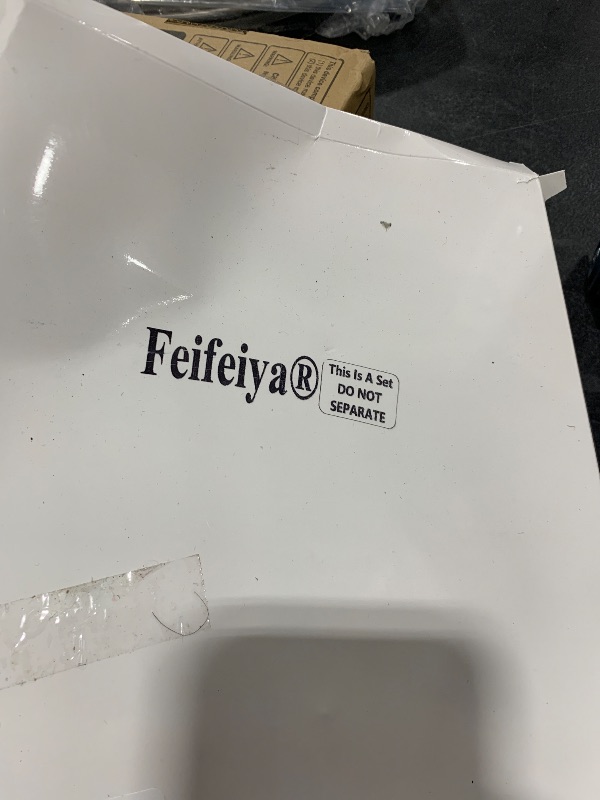 Feifeiya®
This Is A Set
DO NOT
SEPARATE